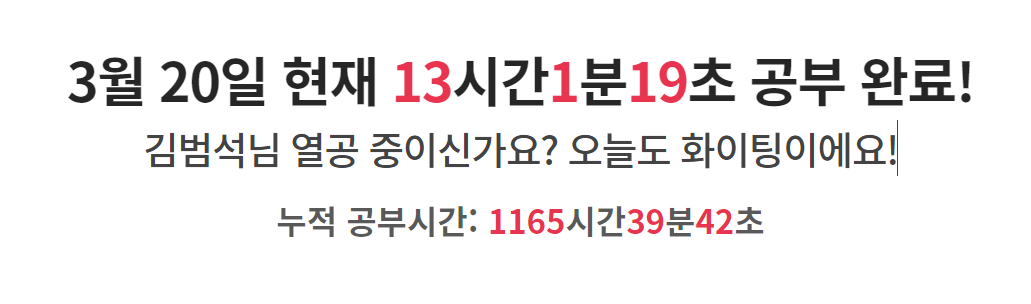 3월 20일 현재 13시간1분19초 공부 완료!
김범석님 열공 중이신가요? 오늘도 화이팅이에요!
누적 공부시간: 1165시간39분42초